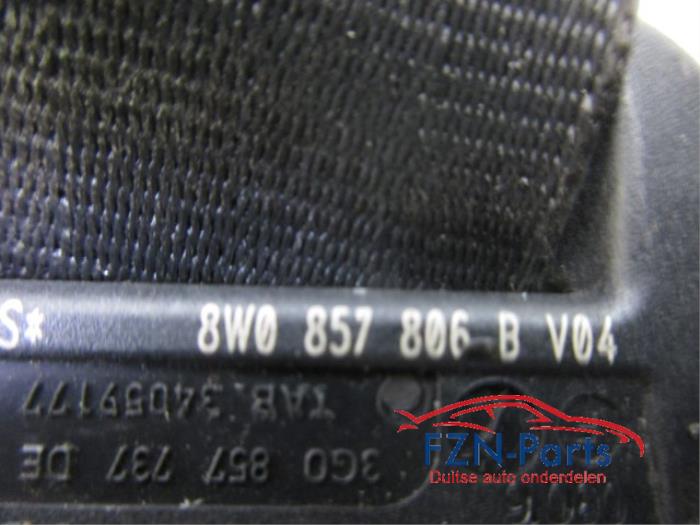 S* 8W0 857 806 B V04
TAB. 34059177
3G0 857 737 DE
FZN-Parts
Duitse auto onderdelen